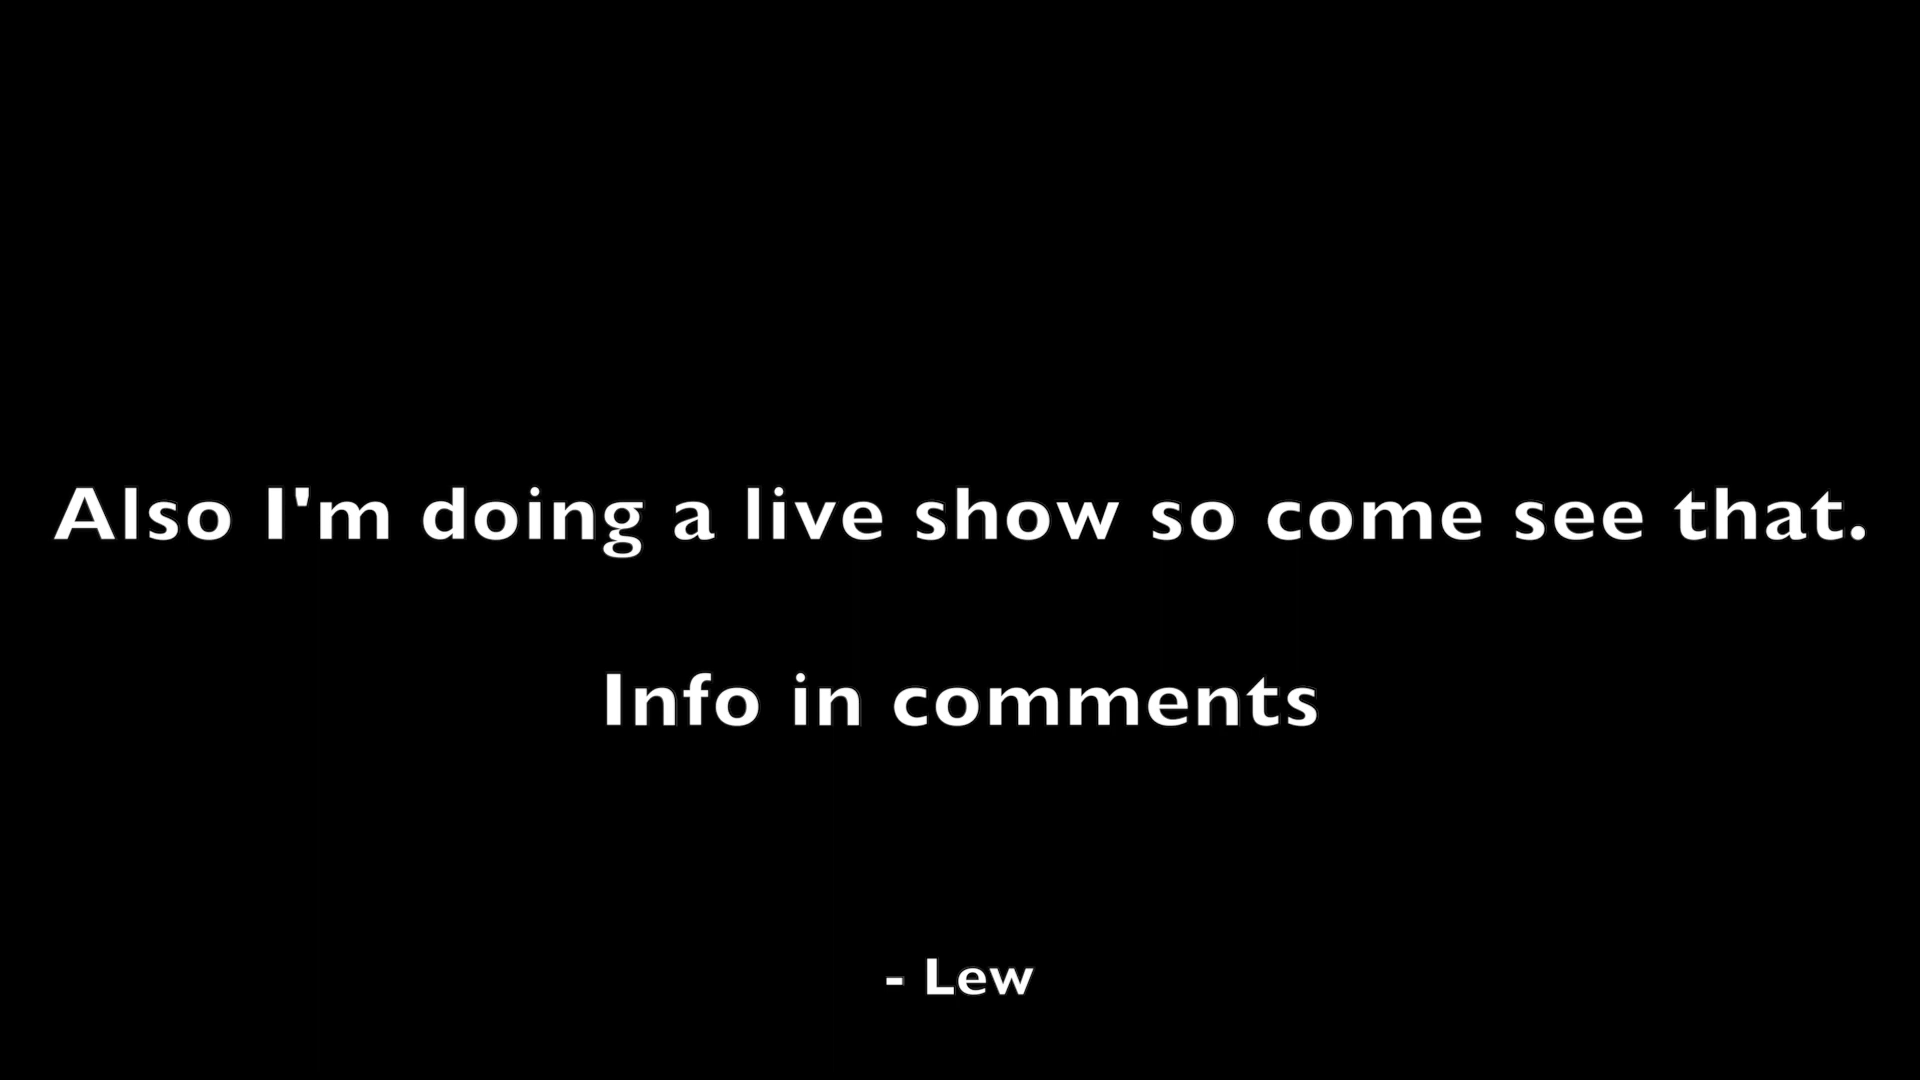 Also I'm doing a live show so come see that.
Info in comments
- Lew